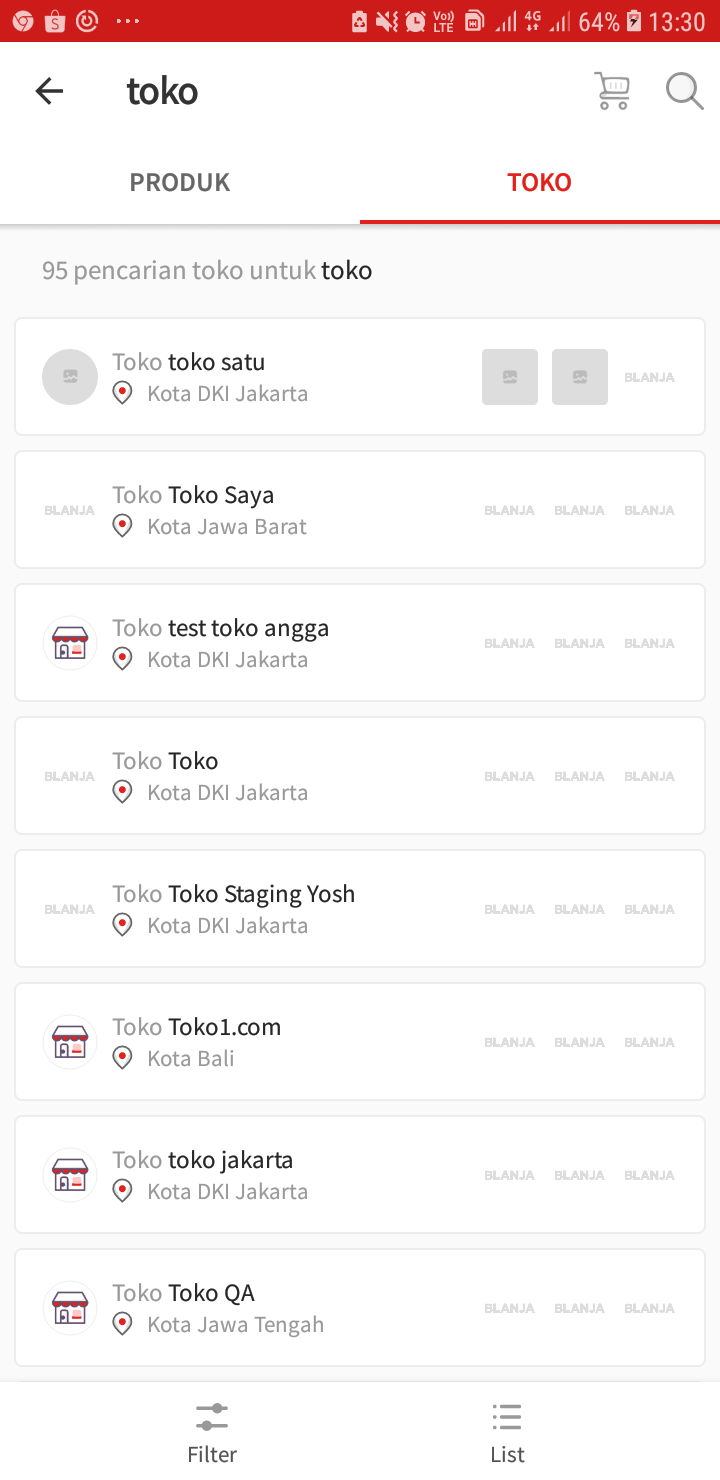 Vo)) LTE 4G 64% 13:30
toko
PRODUK TOKO
95 pencarian toko untuk toko
Toko toko satu
Kota DKI Jakarta
BLANJA
Toko Toko Saya
Kota Jawa Barat
BLANJA BLANJA BLANJA BLANJA
Toko test toko angga
Kota DKI Jakarta
BLANJA BLANJA BLANJA
Toko Toko
Kota DKI Jakarta
BLANJA BLANJA BLANJA BLANJA
Toko Toko Staging Yosh
Kota DKI Jakarta
BLANJA BLANJA BLANJA BLANJA
Toko Toko1.com
Kota Bali
BLANJA BLANJA BLANJA
Toko toko jakarta
Kota DKI Jakarta
BLANJA BLANJA BLANJA
Toko Toko QA
Kota Jawa Tengah
BLANJA BLANJA BLANJA
Filter List